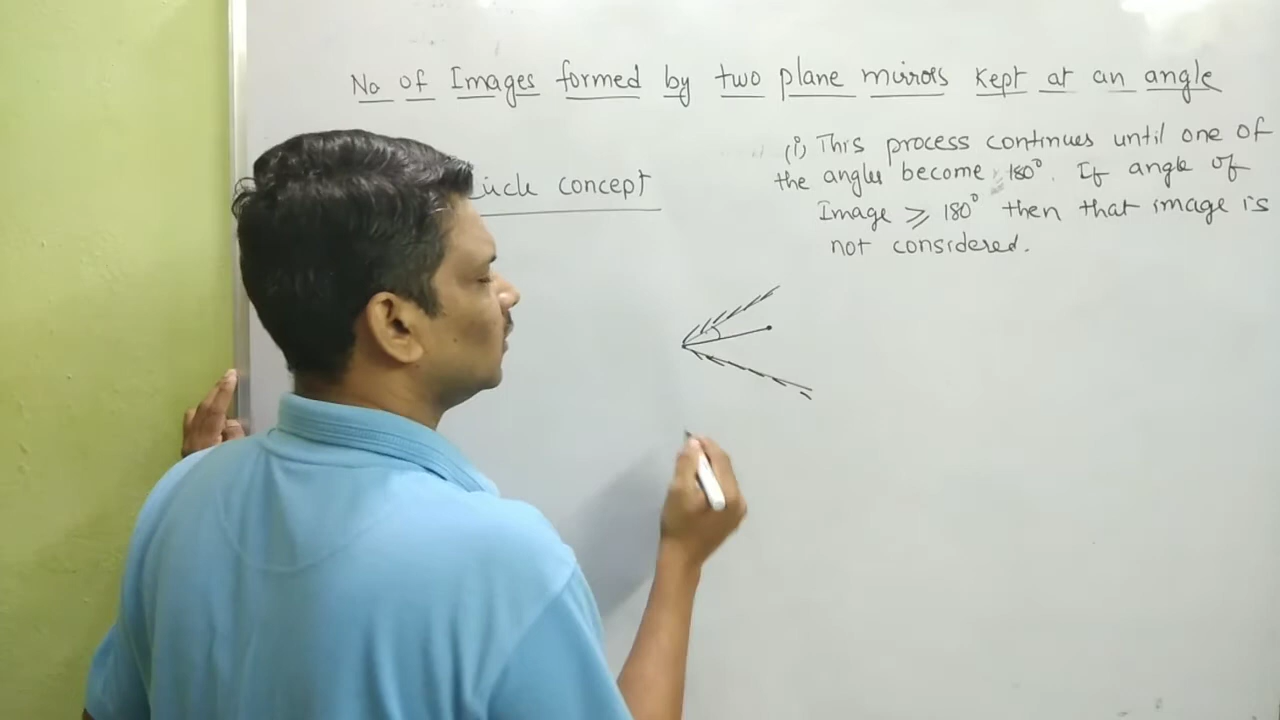 No of Images formed by two plane mirrors kept at an angle
concept
(i) This process continues until one of
the angles become 180°. If angle of
Image ≥ 180° then that image is
not considered.